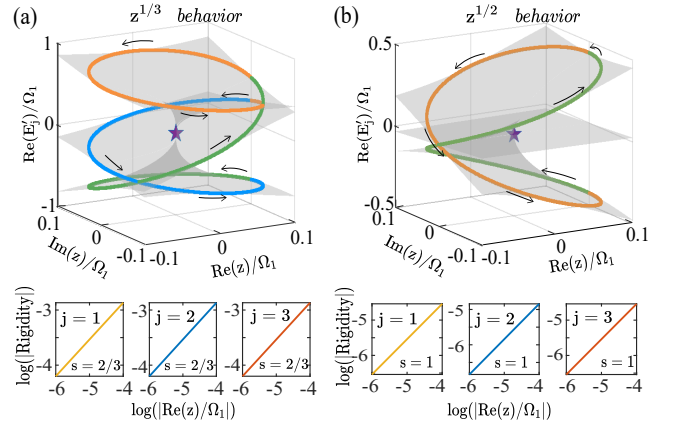 (a) z^{1/3} behavior
Re(E'_j)/Ω_1
1
0
-1
0.1
0
-0.1
Im(z)/Ω_1
-0.1
0
0.1
Re(z)/Ω_1
(b) z^{1/2} behavior
Re(E'_j)/Ω_1
0.5
0
-0.5
0.1
0
-0.1
Im(z)/Ω_1
-0.1
0
0.1
Re(z)/Ω_1
log(|Rigidity|)
-3
-4
j = 1
s = 2/3
-6 -5 -4
-3
-4
j = 2
s = 2/3
-6 -5 -4
-3
-4
j = 3
s = 2/3
-6 -5 -4
log(|Re(z)/Ω_1|)
log(|Rigidity|)
-5
-6
j = 1
s = 1
-6 -5 -4
-5
-6
j = 2
s = 1
-6 -5 -4
-5
-6
j = 3
s = 1
-6 -5 -4
log(|Re(z)/Ω_1|)